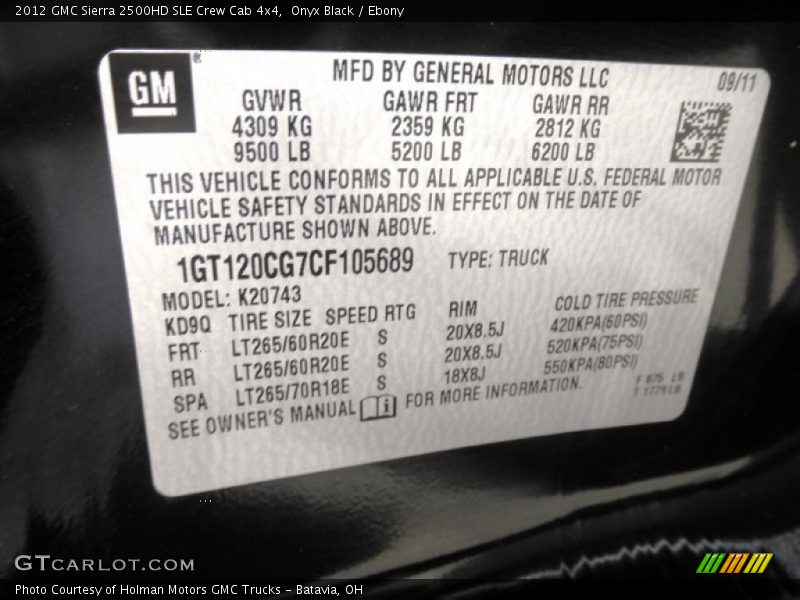 2012 GMC Sierra 2500HD SLE Crew Cab 4x4, Onyx Black / Ebony
GM ®
MFD BY GENERAL MOTORS LLC 09/11
GVWR GAWR FRT GAWR RR
4309 KG 2359 KG 2812 KG
9500 LB 5200 LB 6200 LB
THIS VEHICLE CONFORMS TO ALL APPLICABLE U.S. FEDERAL MOTOR
VEHICLE SAFETY STANDARDS IN EFFECT ON THE DATE OF
MANUFACTURE SHOWN ABOVE.
1GT120CG7CF105689 TYPE: TRUCK
MODEL: K20743
KD9Q TIRE SIZE SPEED RTG RIM COLD TIRE PRESSURE
FRT LT265/60R20E S 20X8.5J 420KPA(60PSI)
RR LT265/60R20E S 20X8.5J 520KPA(75PSI)
SPA LT265/70R18E S 18X8J 550KPA(80PSI)
SEE OWNER'S MANUAL i FOR MORE INFORMATION.
F 875 LB
T 1779 LB
GTCARLOT.COM
Photo Courtesy of Holman Motors GMC Trucks - Batavia, OH